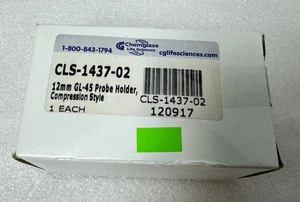 Chemglass
Life Sciences
1-800-843-1794
cglifesciences.com
CLS-1437-02
12mm GL-45 Probe Holder,
Compression Style
1 EACH
CLS-1437-02
120917